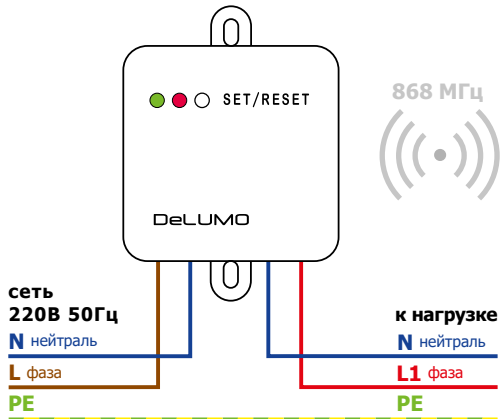 868 МГц
SET/RESET
DeLUMO
сеть
220В 50Гц
N нейтраль
L фаза
PE
к нагрузке
N нейтраль
L1 фаза
PE